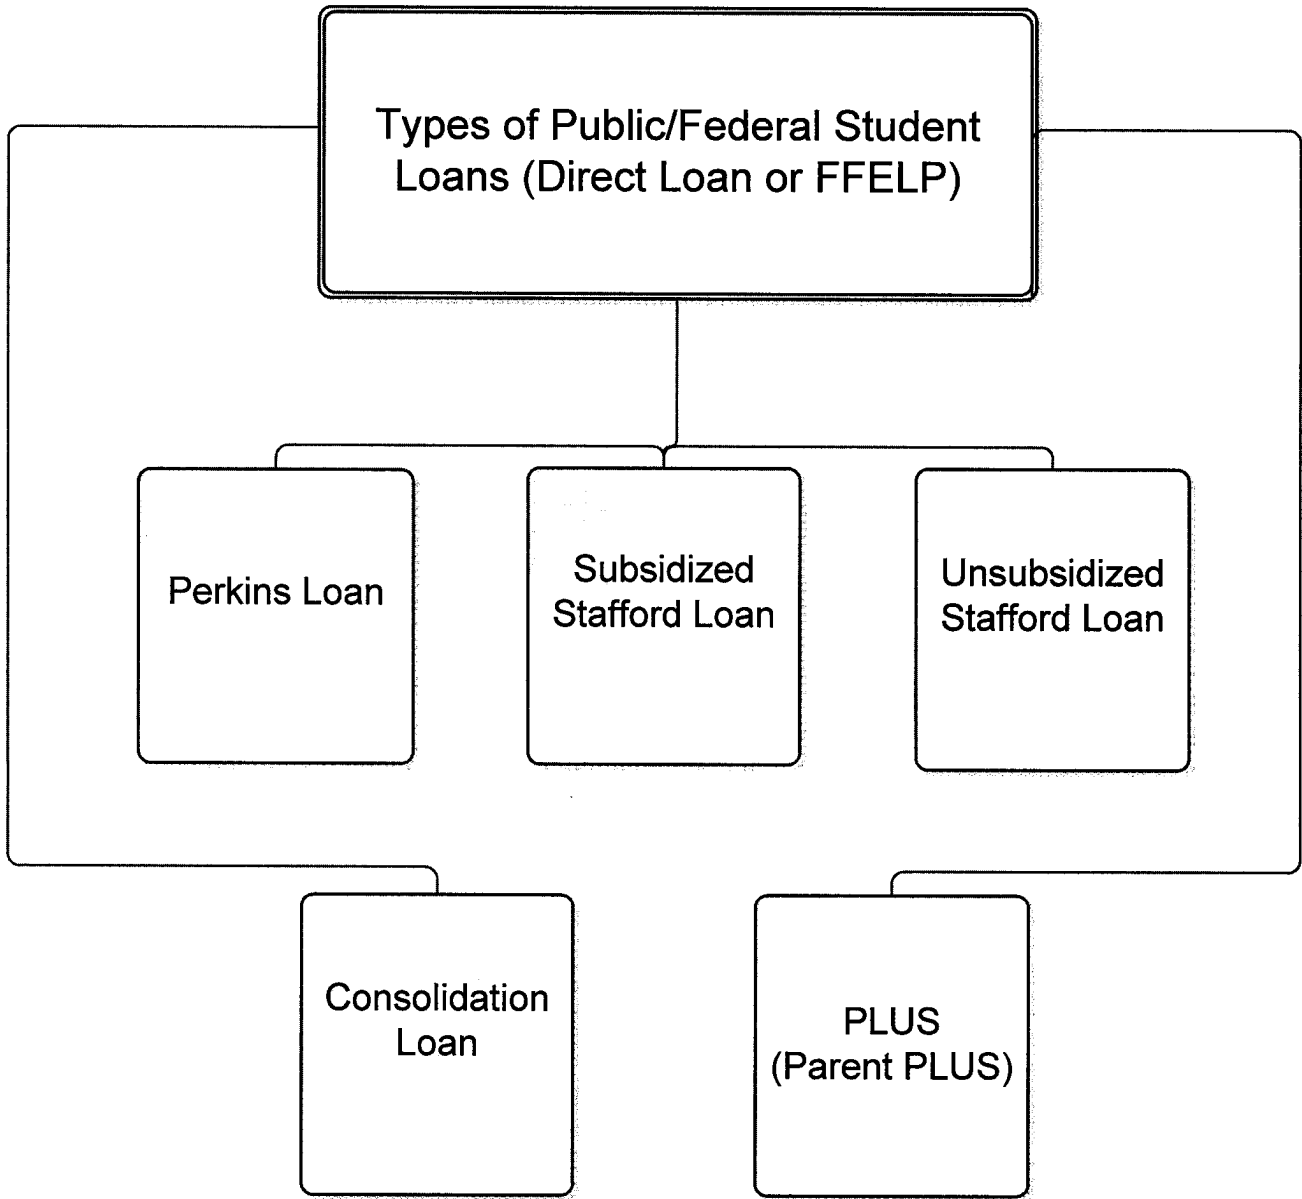 Types of Public/Federal Student
Loans (Direct Loan or FFELP)
Perkins Loan
Subsidized
Stafford Loan
Unsubsidized
Stafford Loan
Consolidation
Loan
PLUS
(Parent PLUS)